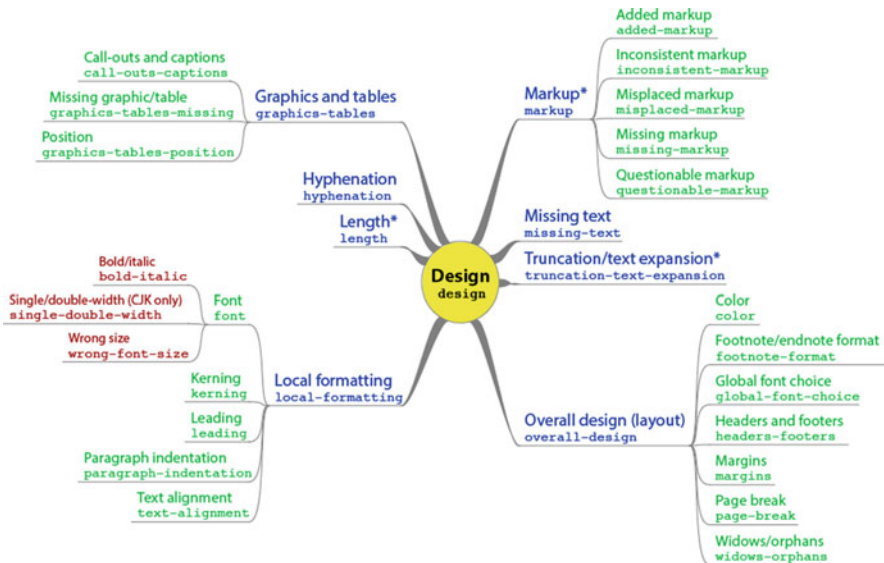 Call-outs and captions
call-outs-captions
Missing graphic/table
graphics-tables-missing
Position
graphics-tables-position
Graphics and tables
graphics-tables
Hyphenation
hyphenation
Length*
length
Bold/italic
bold-italic
Single/double-width (CJK only)
single-double-width
Wrong size
wrong-font-size
Font
font
Kerning
kerning
Leading
leading
Paragraph indentation
paragraph-indentation
Text alignment
text-alignment
Local formatting
local-formatting
Design
design
Markup*
markup
Added markup
added-markup
Inconsistent markup
inconsistent-markup
Misplaced markup
misplaced-markup
Missing markup
missing-markup
Questionable markup
questionable-markup
Missing text
missing-text
Truncation/text expansion*
truncation-text-expansion
Overall design (layout)
overall-design
Color
color
Footnote/endnote format
footnote-format
Global font choice
global-font-choice
Headers and footers
headers-footers
Margins
margins
Page break
page-break
Widows/orphans
widows-orphans